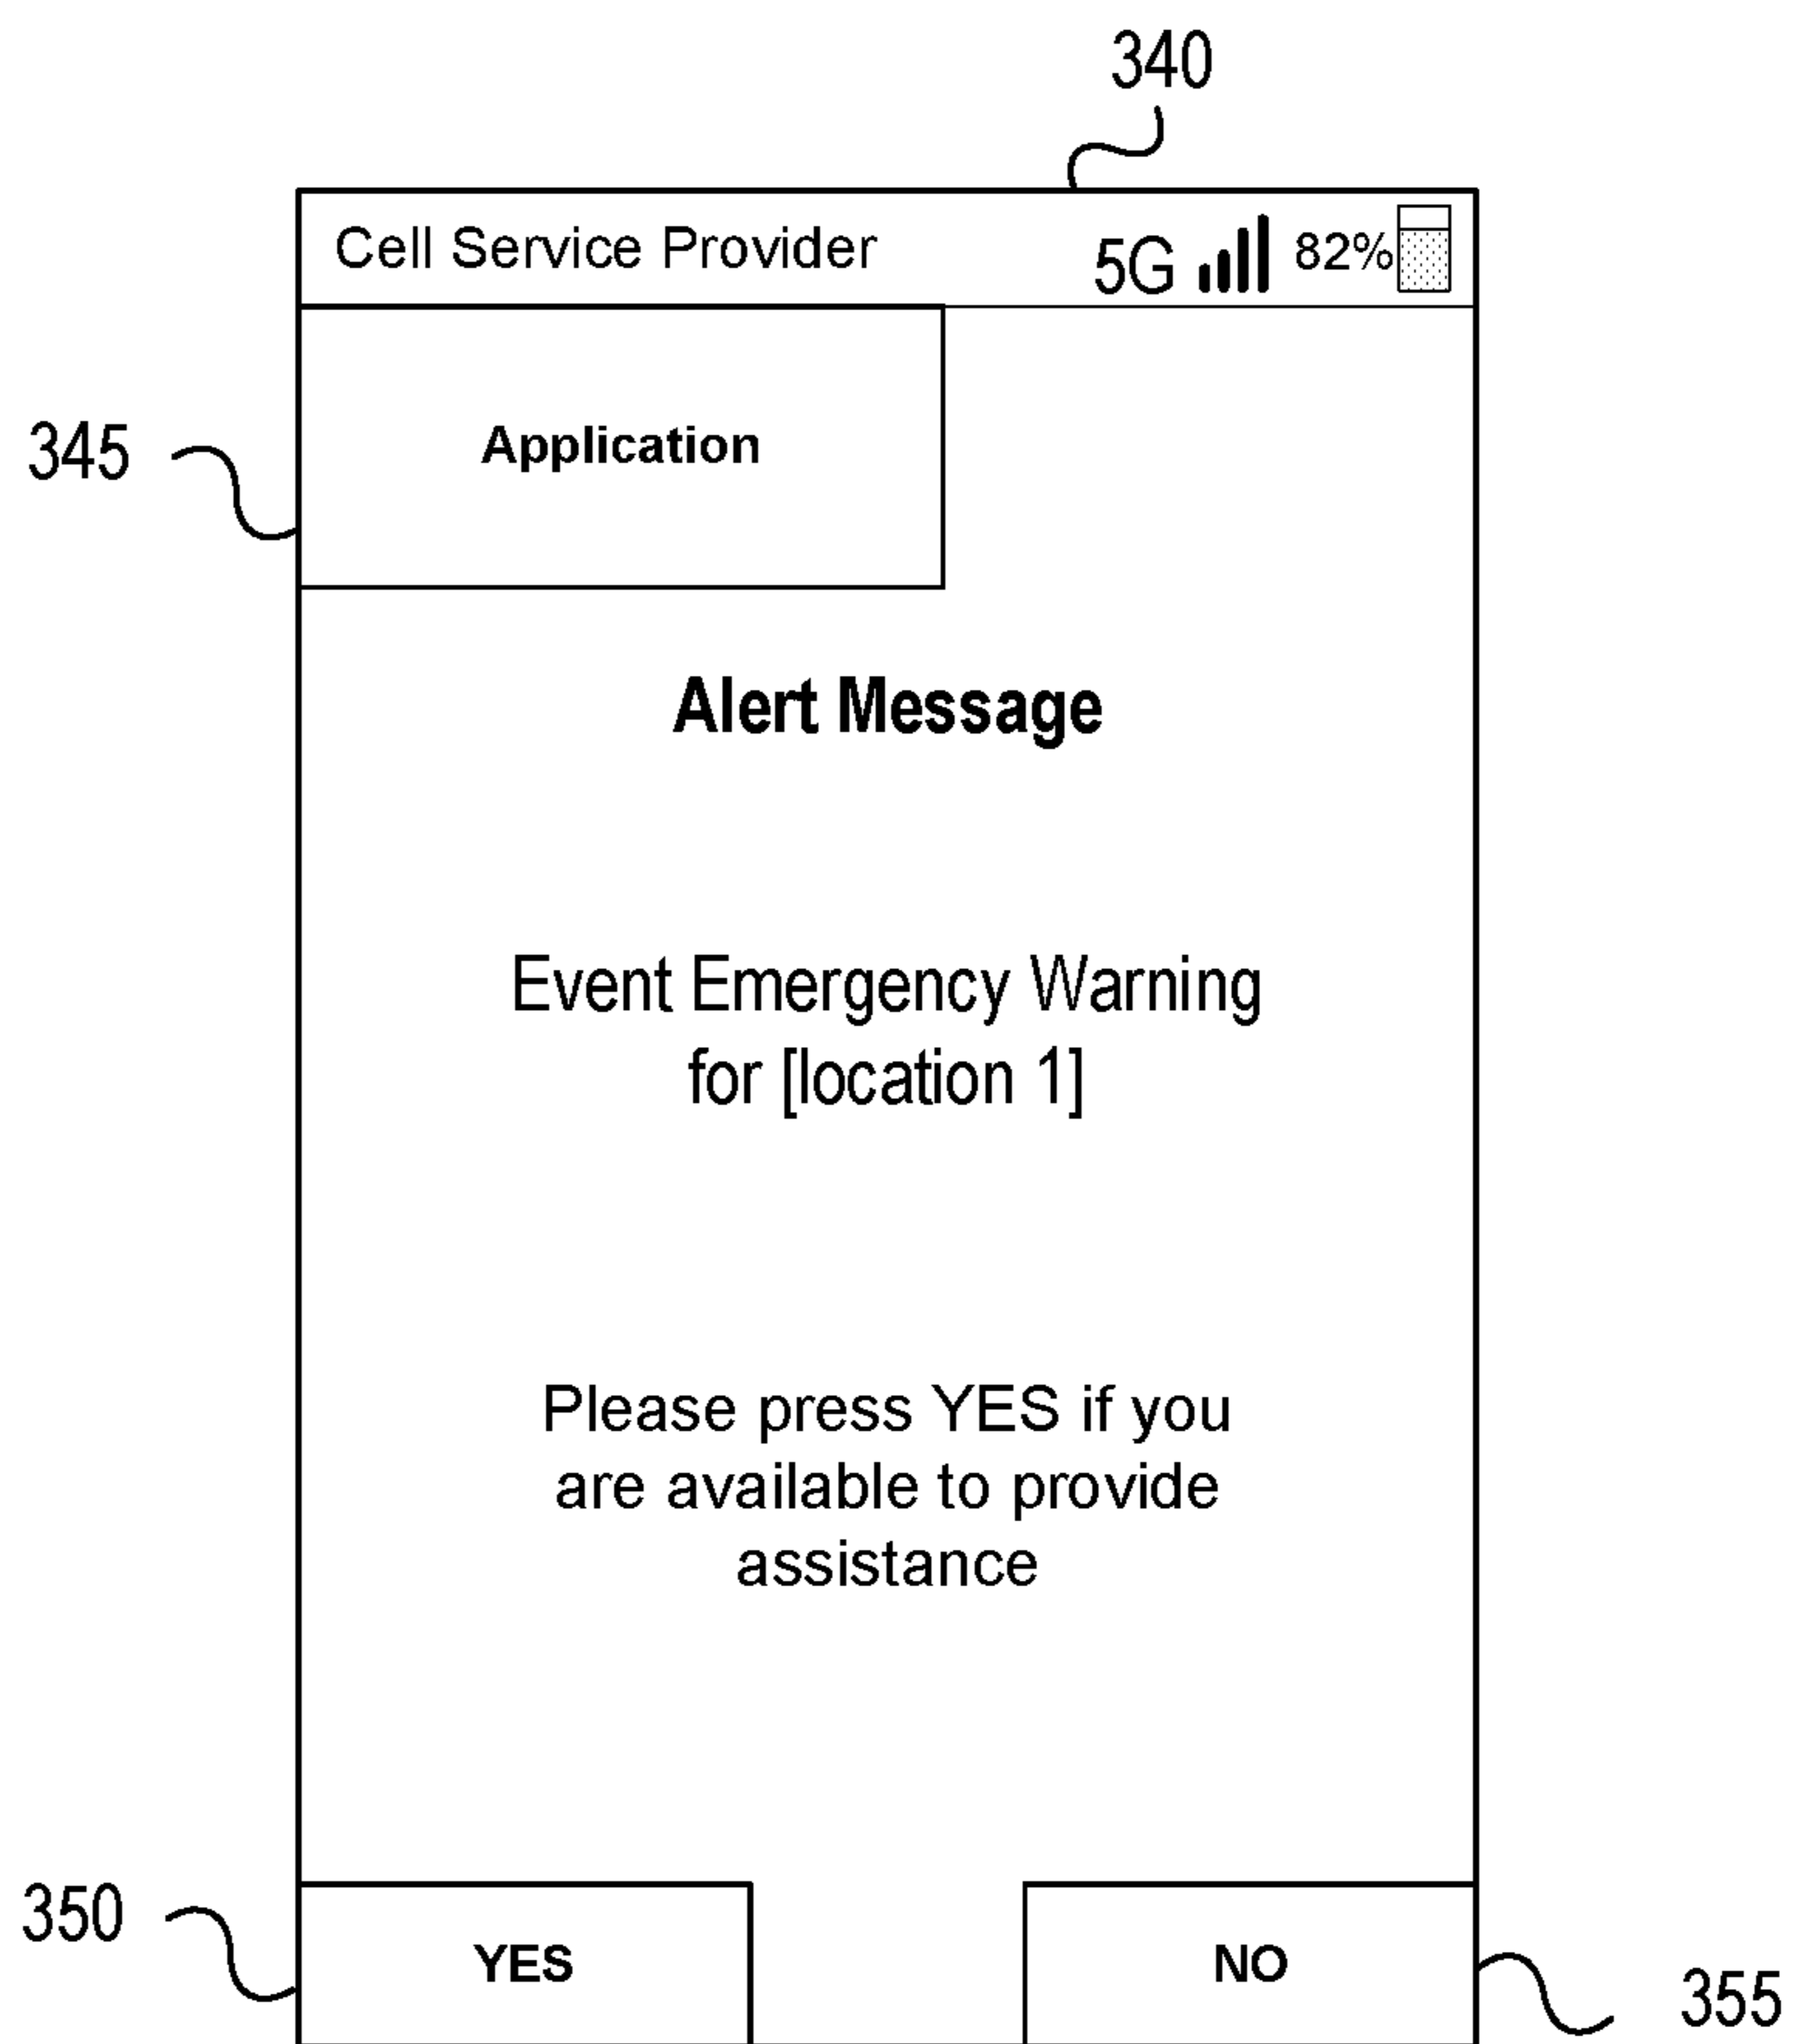 340
Cell Service Provider 5G 82%
345
Application
Alert Message
Event Emergency Warning
for [location 1]
Please press YES if you
are available to provide
assistance
350
YES
NO
355